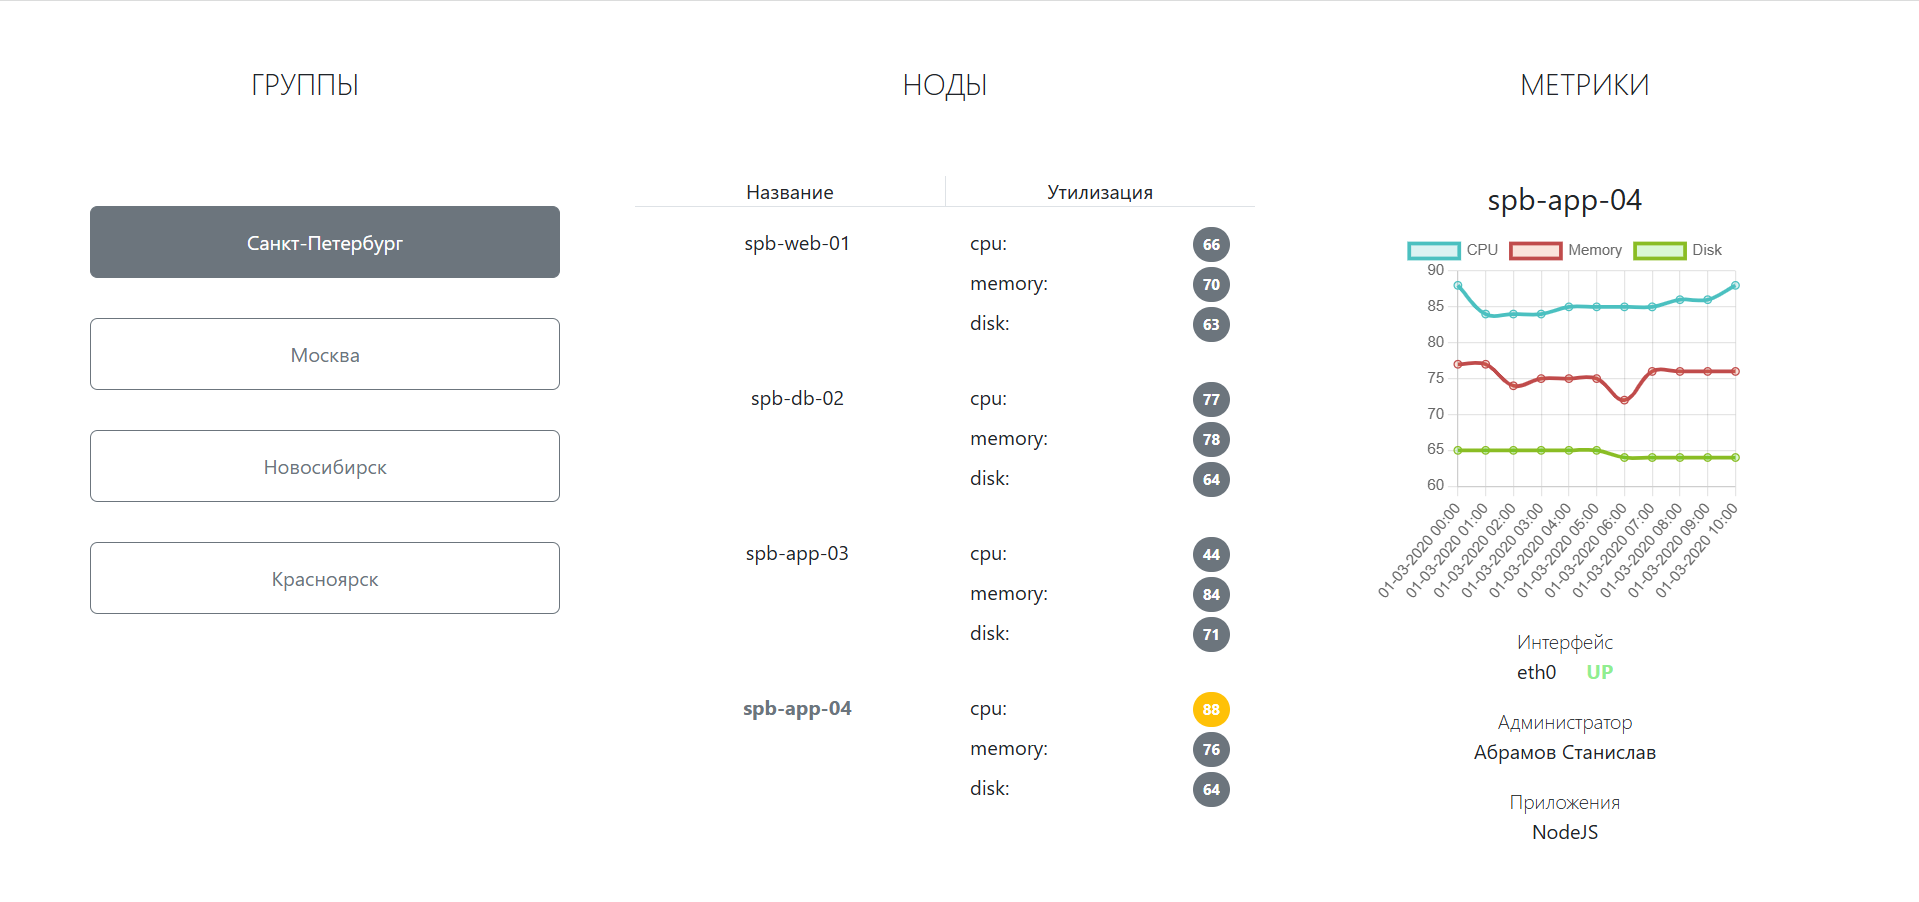 ГРУППЫ
Санкт-Петербург
Москва
Новосибирск
Красноярск
НОДЫ
Название Утилизация
spb-web-01 cpu: 66
memory: 70
disk: 63
spb-db-02 cpu: 77
memory: 78
disk: 64
spb-app-03 cpu: 44
memory: 84
disk: 71
spb-app-04 cpu: 88
memory: 76
disk: 64
МЕТРИКИ
spb-app-04
CPU Memory Disk
90
85
80
75
70
65
60
01-03-2020 00:00
01-03-2020 01:00
01-03-2020 02:00
01-03-2020 03:00
01-03-2020 04:00
01-03-2020 05:00
01-03-2020 06:00
01-03-2020 07:00
01-03-2020 08:00
01-03-2020 09:00
01-03-2020 10:00
Интерфейс
eth0 UP
Администратор
Абрамов Станислав
Приложения
NodeJS